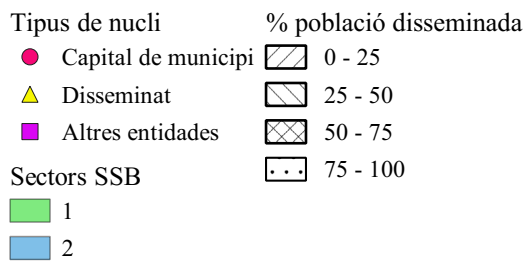 Tipus de nucli
Capital de municipi
Disseminat
Altres entidades
Sectors SSB
1
2
% població disseminada
0 - 25
25 - 50
50 - 75
75 - 100